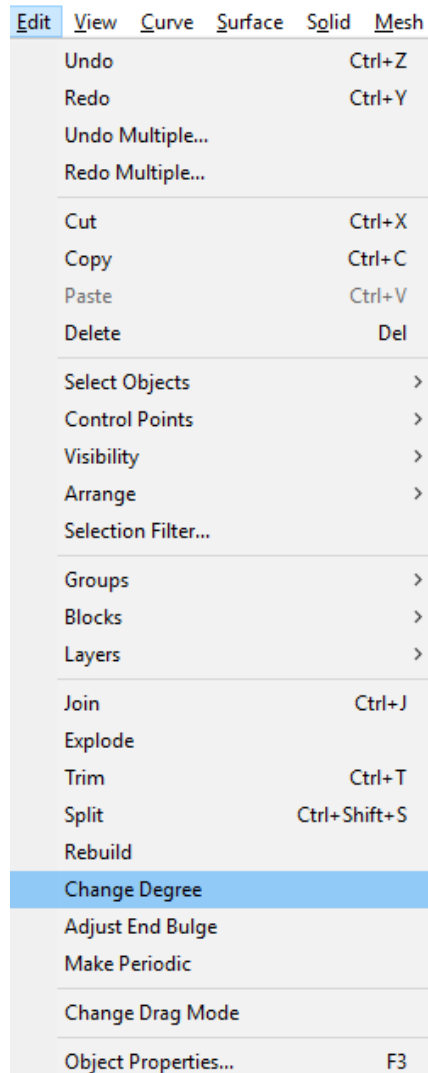 Edit View Curve Surface Solid Mesh
Undo Ctrl+Z
Redo Ctrl+Y
Undo Multiple...
Redo Multiple...
Cut Ctrl+X
Copy Ctrl+C
Paste Ctrl+V
Delete Del
Select Objects >
Control Points >
Visibility >
Arrange >
Selection Filter...
Groups >
Blocks >
Layers >
Join Ctrl+J
Explode
Trim Ctrl+T
Split Ctrl+Shift+S
Rebuild
Change Degree
Adjust End Bulge
Make Periodic
Change Drag Mode
Object Properties... F3